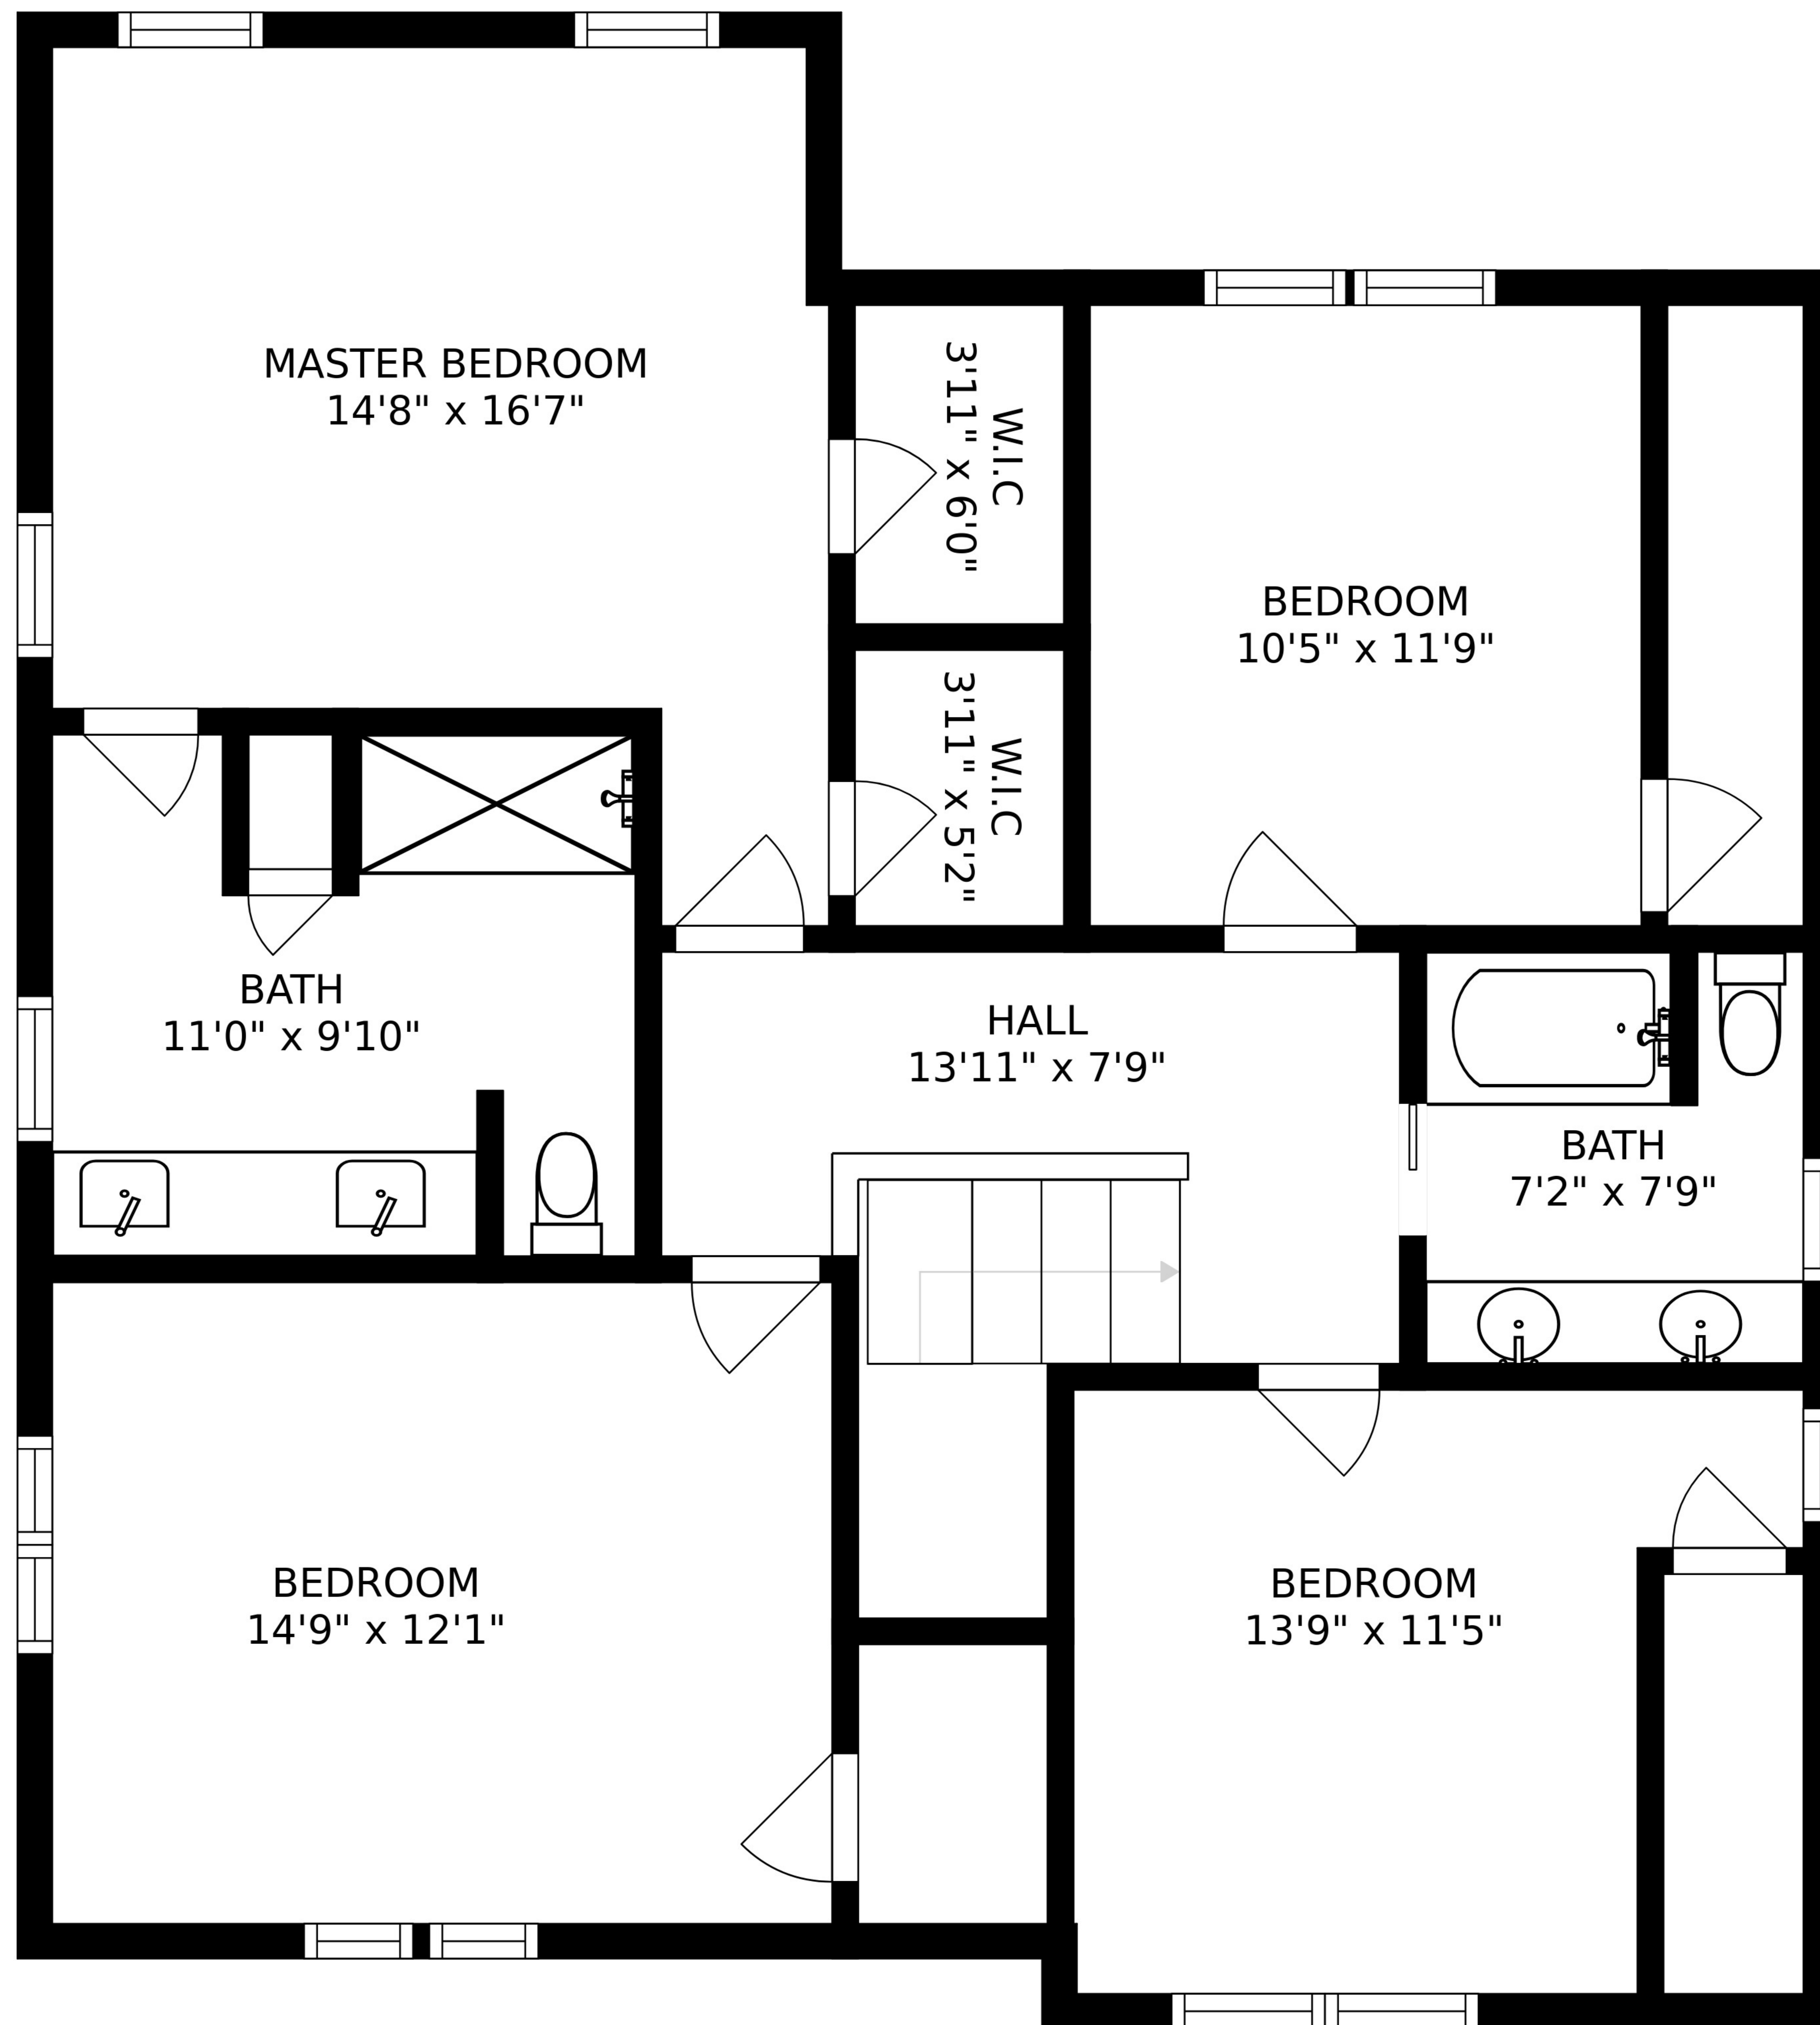 MASTER BEDROOM
14'8" x 16'7"
W.I.C
3'11" x 6'0"
BEDROOM
10'5" x 11'9"
W.I.C
3'11" x 5'2"
BATH
11'0" x 9'10"
HALL
13'11" x 7'9"
BATH
7'2" x 7'9"
BEDROOM
14'9" x 12'1"
BEDROOM
13'9" x 11'5"